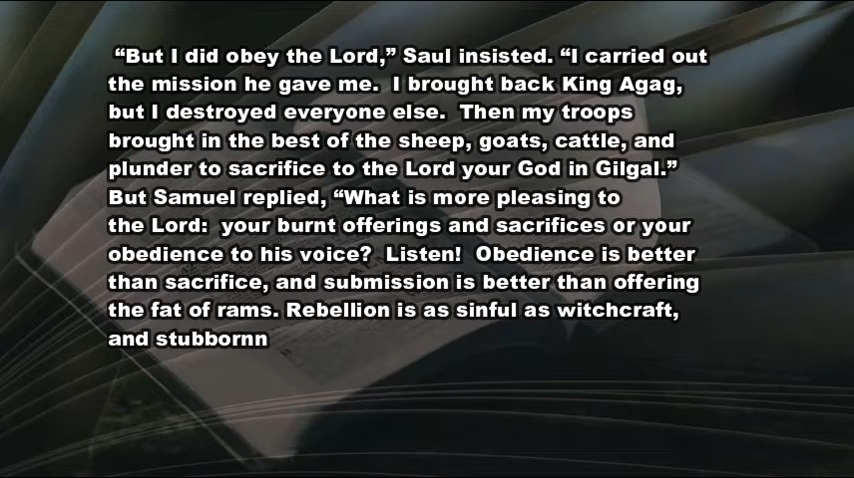 “But I did obey the Lord,” Saul insisted. “I carried out
the mission he gave me.  I brought back King Agag,
but I destroyed everyone else.  Then my troops
brought in the best of the sheep, goats, cattle, and
plunder to sacrifice to the Lord your God in Gilgal.”
But Samuel replied, “What is more pleasing to
the Lord:  your burnt offerings and sacrifices or your
obedience to his voice?  Listen!  Obedience is better
than sacrifice, and submission is better than offering
the fat of rams. Rebellion is as sinful as witchcraft,
and stubbornn